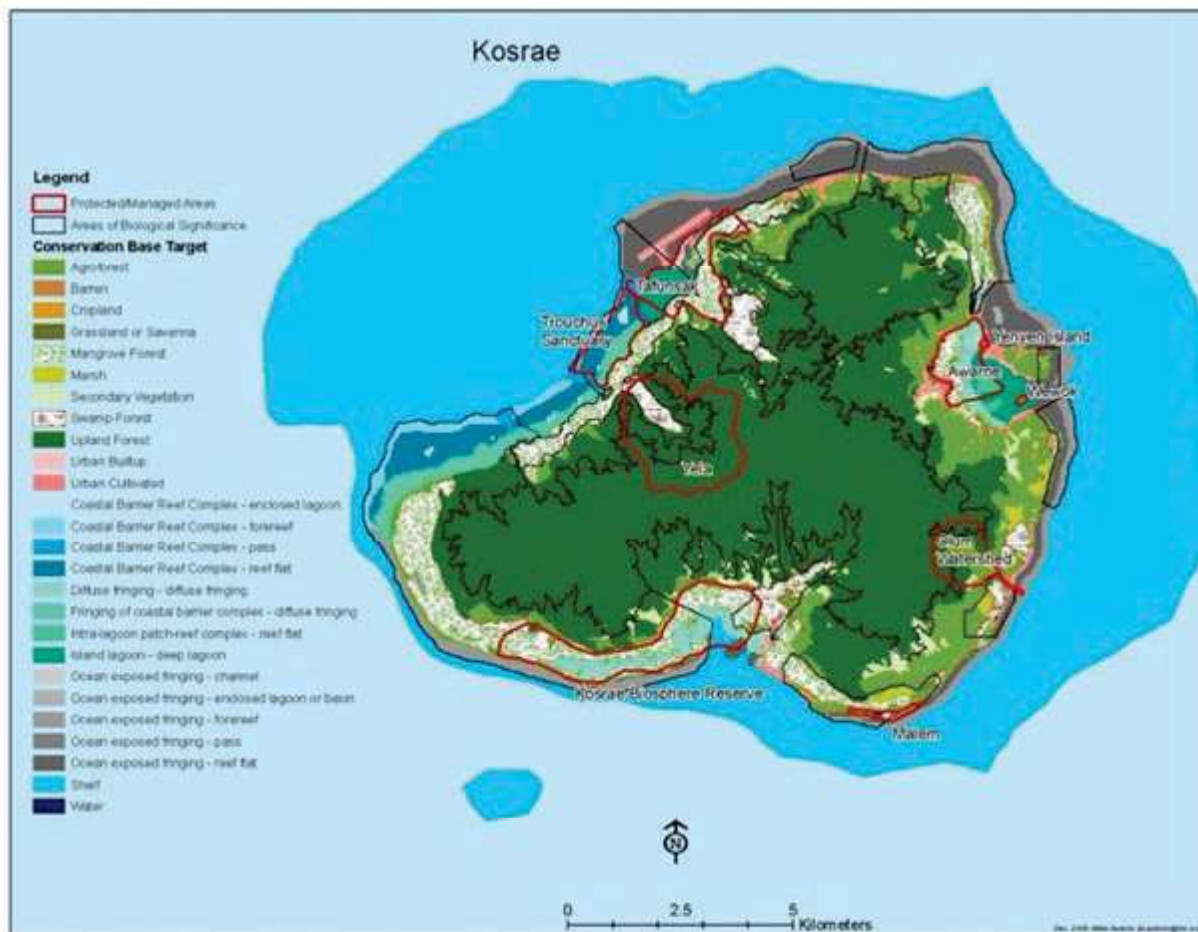 Kosrae
Legend
Protected/Managed Areas
Areas of Biological Significance
Conservation Base Target
Agroforest
Barren
Cropland
Grassland or Savanna
Mangrove Forest
Marsh
Secondary Vegetation
Swamp Forest
Upland Forest
Urban Builtup
Urban Cultivated
Coastal Barrier Reef Complex - enclosed lagoon
Coastal Barrier Reef Complex - forereef
Coastal Barrier Reef Complex - pass
Coastal Barrier Reef Complex - reef flat
Diffuse fringing - diffuse fringing
Fringing of coastal barrier complex - diffuse fringing
Intra-lagoon patch-reef complex - reef flat
Island lagoon - deep lagoon
Ocean exposed fringing - channel
Ocean exposed fringing - enclosed lagoon or basin
Ocean exposed fringing - forereef
Ocean exposed fringing - pass
Ocean exposed fringing - reef flat
Shelf
Water
Tafunsak
Trouchus
Sanctuary
Yenyen Island
Awane
Yela
Watershed
Kosrae Biosphere Reserve
Malem
N
0 2.5 5
Kilometers